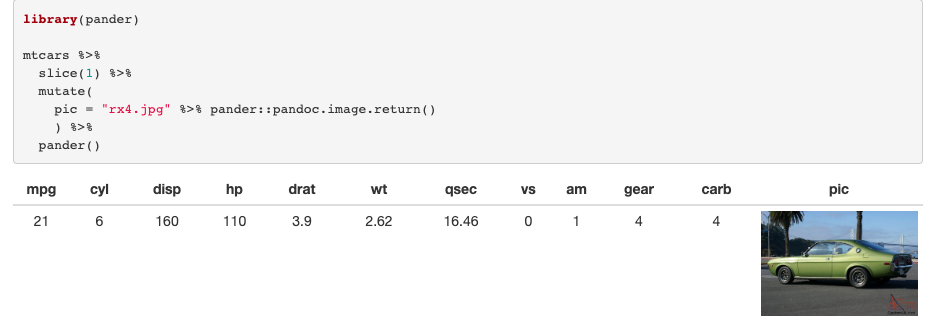 library(pander)
mtcars %>%
slice(1) %>%
mutate(
pic = "rx4.jpg" %>% pander::pandoc.image.return()
) %>%
pander()
mpg cyl disp hp drat wt qsec vs am gear carb pic
21 6 160 110 3.9 2.62 16.46 0 1 4 4